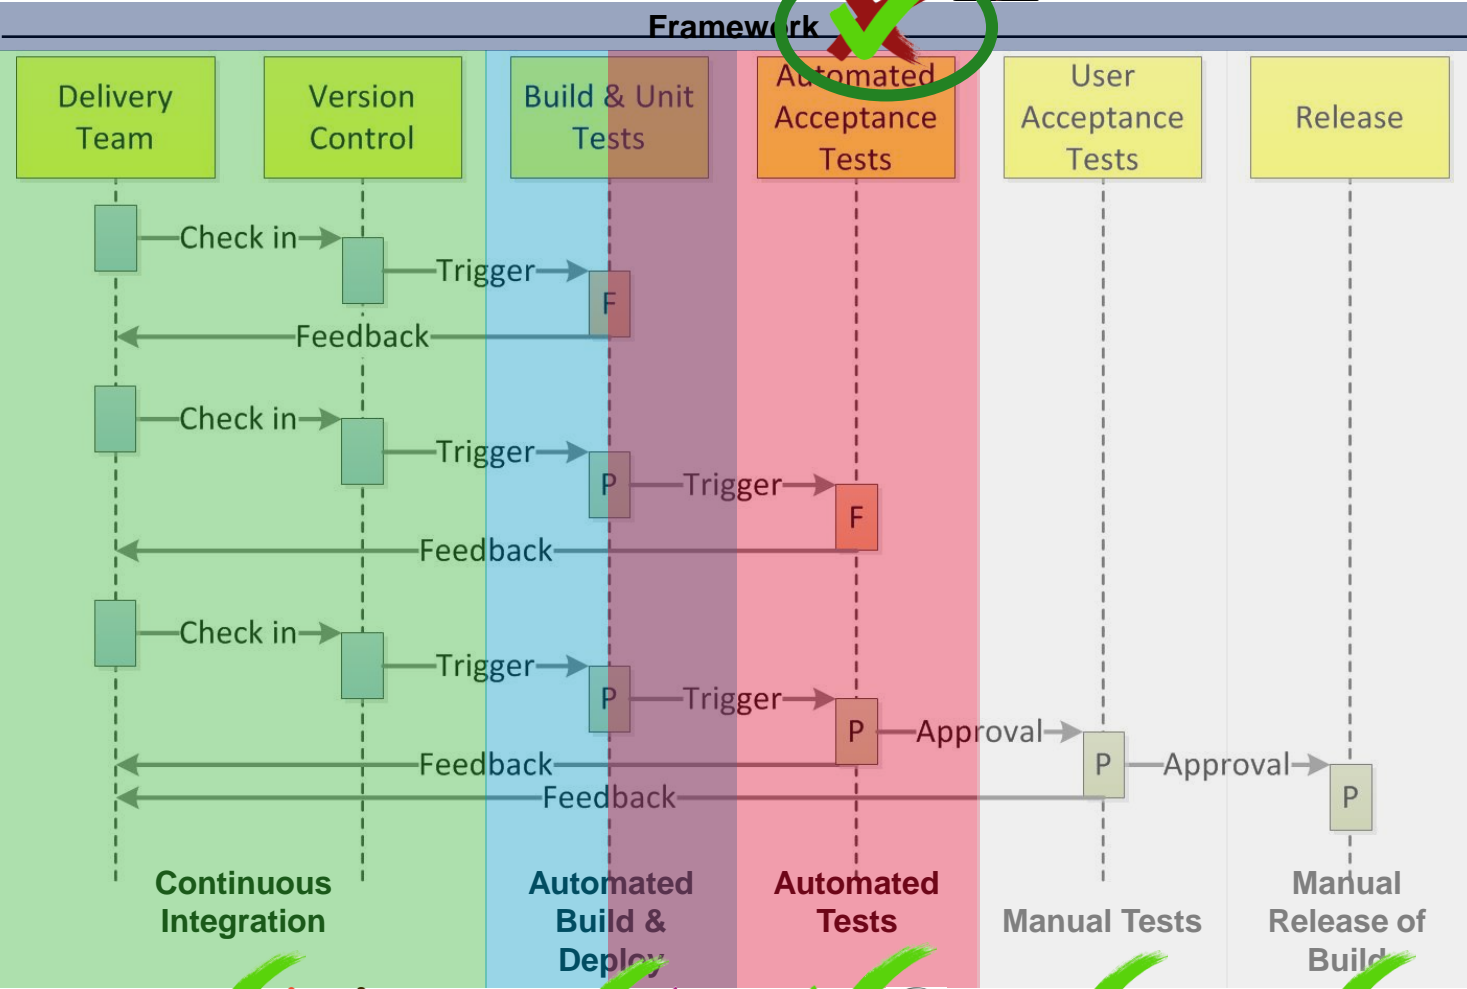 Framework
Delivery
Team
Version
Control
Build & Unit
Tests
Automated
Acceptance
Tests
User
Acceptance
Tests
Release
Check in
Trigger
F
Feedback
Check in
Trigger
P
Trigger
F
Feedback
Check in
Trigger
P
Trigger
P
Approval
P
Approval
P
Feedback
Feedback
Continuous
Integration
Automated
Build &
Deploy
Automated
Tests
Manual Tests
Manual
Release of
Build